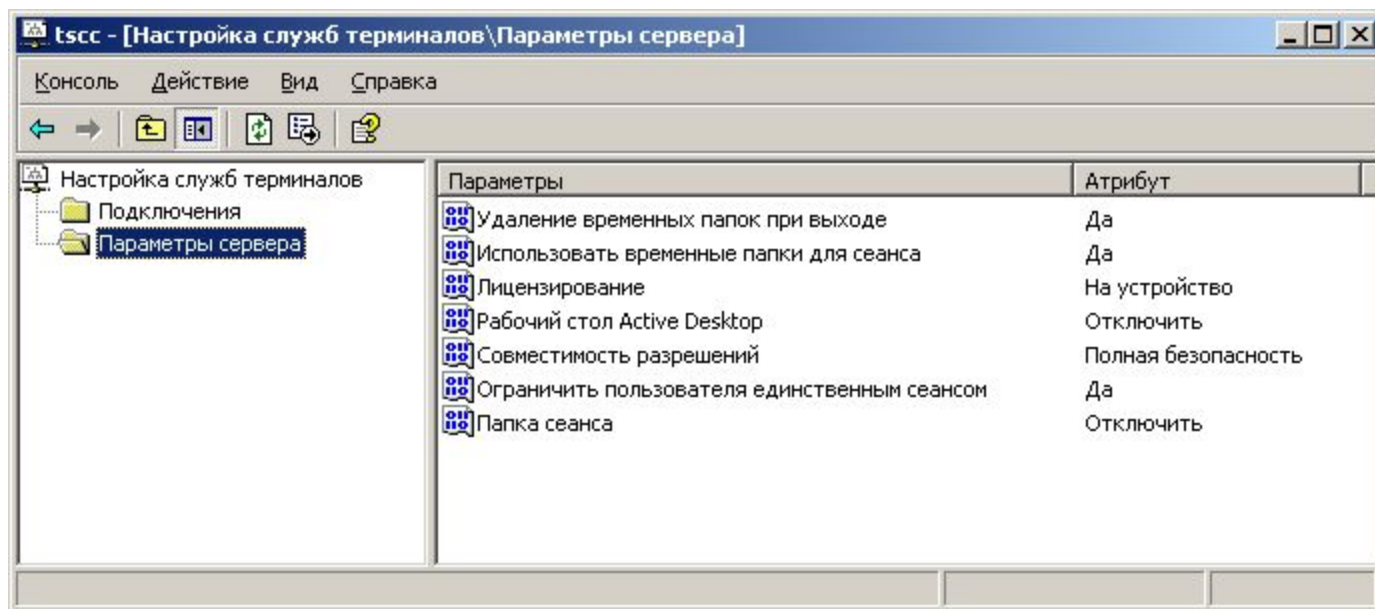 tscc - [Настройка служб терминалов\Параметры сервера]
Консоль Действие Вид Справка
Настройка служб терминалов
Подключения
Параметры сервера
Параметры Атрибут
Удаление временных папок при выходе Да
Использовать временные папки для сеанса Да
Лицензирование На устройство
Рабочий стол Active Desktop Отключить
Совместимость разрешений Полная безопасность
Ограничить пользователя единственным сеансом Да
Папка сеанса Отключить